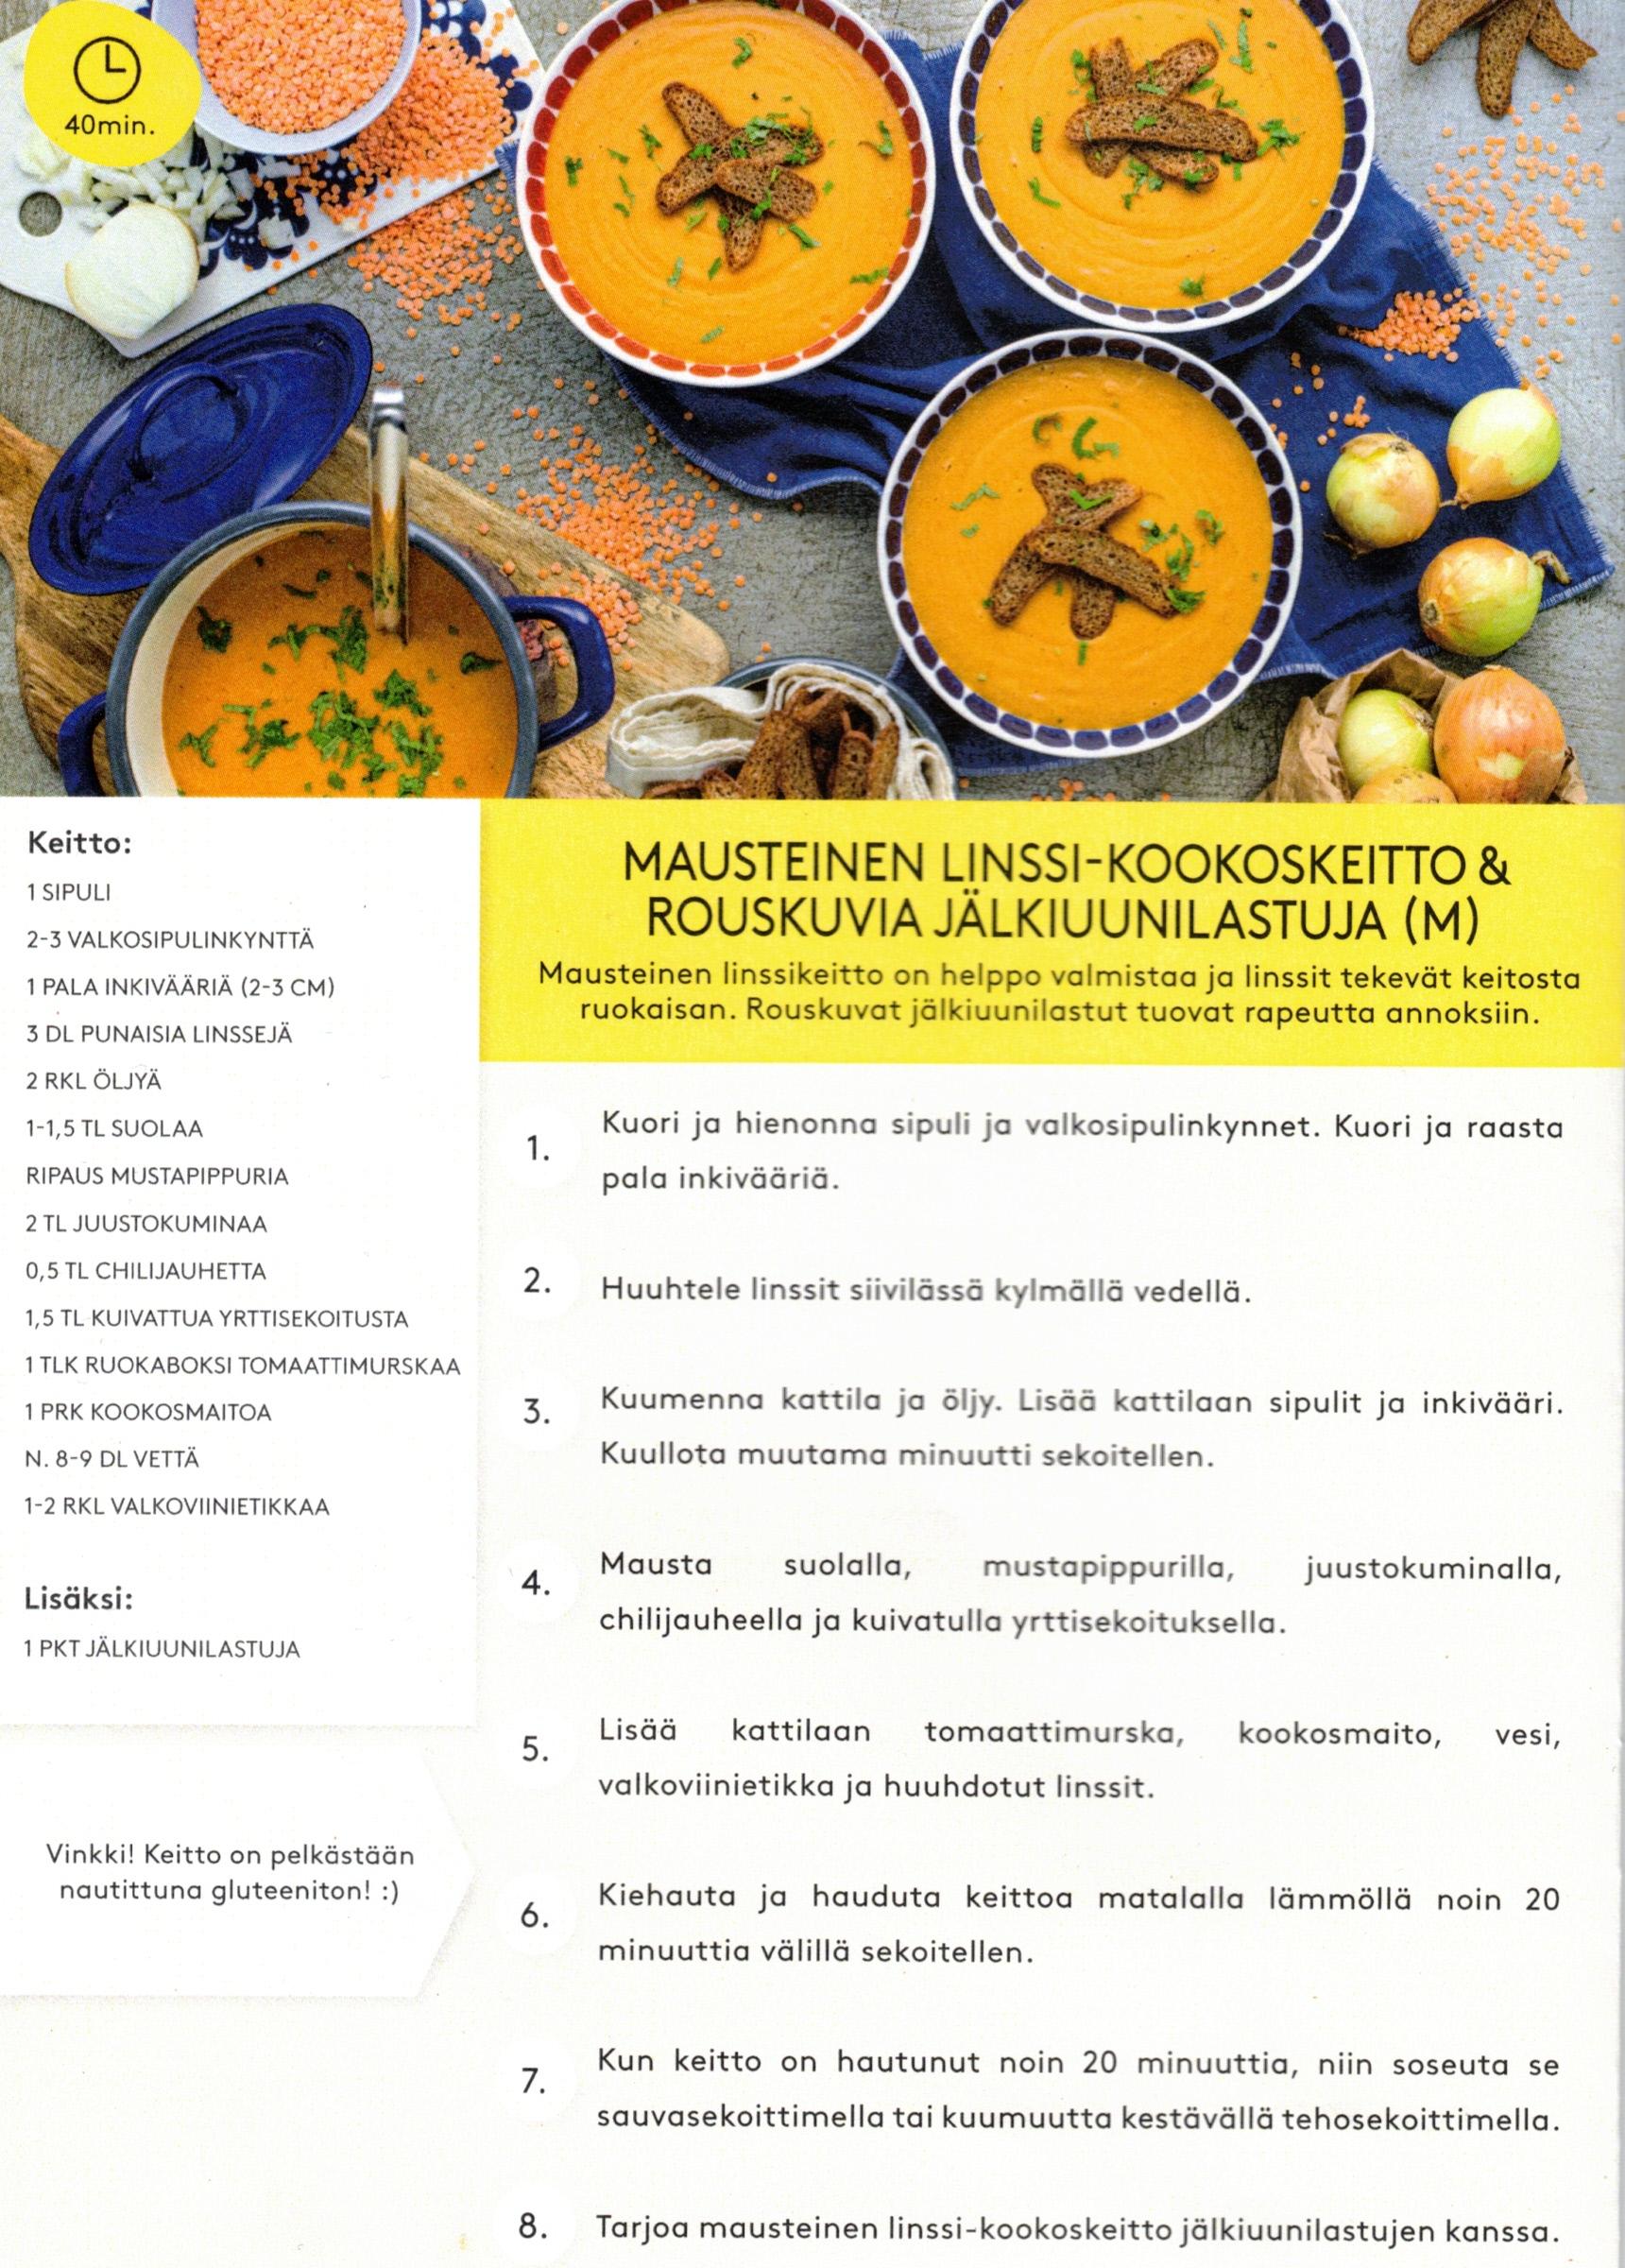 40min.
Keitto:
1 SIPULI
2-3 VALKOSIPULINKYNTTÄ
1 PALA INKIVÄÄRIÄ (2-3 CM)
3 DL PUNAISIA LINSSEJÄ
2 RKL ÖLJYÄ
1-1,5 TL SUOLAA
RIPAUS MUSTAPIPPURIA
2 TL JUUSTOKUMINAA
0,5 TL CHILIJAUHETTA
1,5 TL KUIVATTUA YRTTISEKOITUSTA
1 TLK RUOKABOKSI TOMAATTIMURSKAA
1 PRK KOOKOSMAITOA
N. 8-9 DL VETTÄ
1-2 RKL VALKOVIINIETIKKAA
Lisäksi:
1 PKT JÄLKIUUNILASTUJA
Vinkki! Keitto on pelkästään
nautittuna gluteeniton! :)
MAUSTEINEN LINSSI-KOOKOSKEITTO &
ROUSKUVIA JÄLKIUUNILASTUJA (M)
Mausteinen linssikeitto on helppo valmistaa ja linssit tekevät keitosta
ruokaisan. Rouskuvat jälkiuunilastut tuovat rapeutta annoksiin.
1. Kuori ja hienonna sipuli ja valkosipulinkynnet. Kuori ja raasta
pala inkivääriä.
2. Huuhtele linssit siivilässä kylmällä vedellä.
3. Kuumenna kattila ja öljy. Lisää kattilaan sipulit ja inkivääri.
Kuullota muutama minuutti sekoitellen.
4. Mausta suolalla, mustapippurilla, juustokuminalla,
chilijauheella ja kuivatulla yrttisekoituksella.
5. Lisää kattilaan tomaattimurska, kookosmaito, vesi,
valkoviinietikka ja huuhdotut linssit.
6. Kiehauta ja hauduta keittoa matalalla lämmöllä noin 20
minuuttia välillä sekoitellen.
7. Kun keitto on hautunut noin 20 minuuttia, niin soseuta se
sauvasekoittimella tai kuumuutta kestävällä tehosekoittimella.
8. Tarjoa mausteinen linssi-kookoskeitto jälkiuunilastujen kanssa.